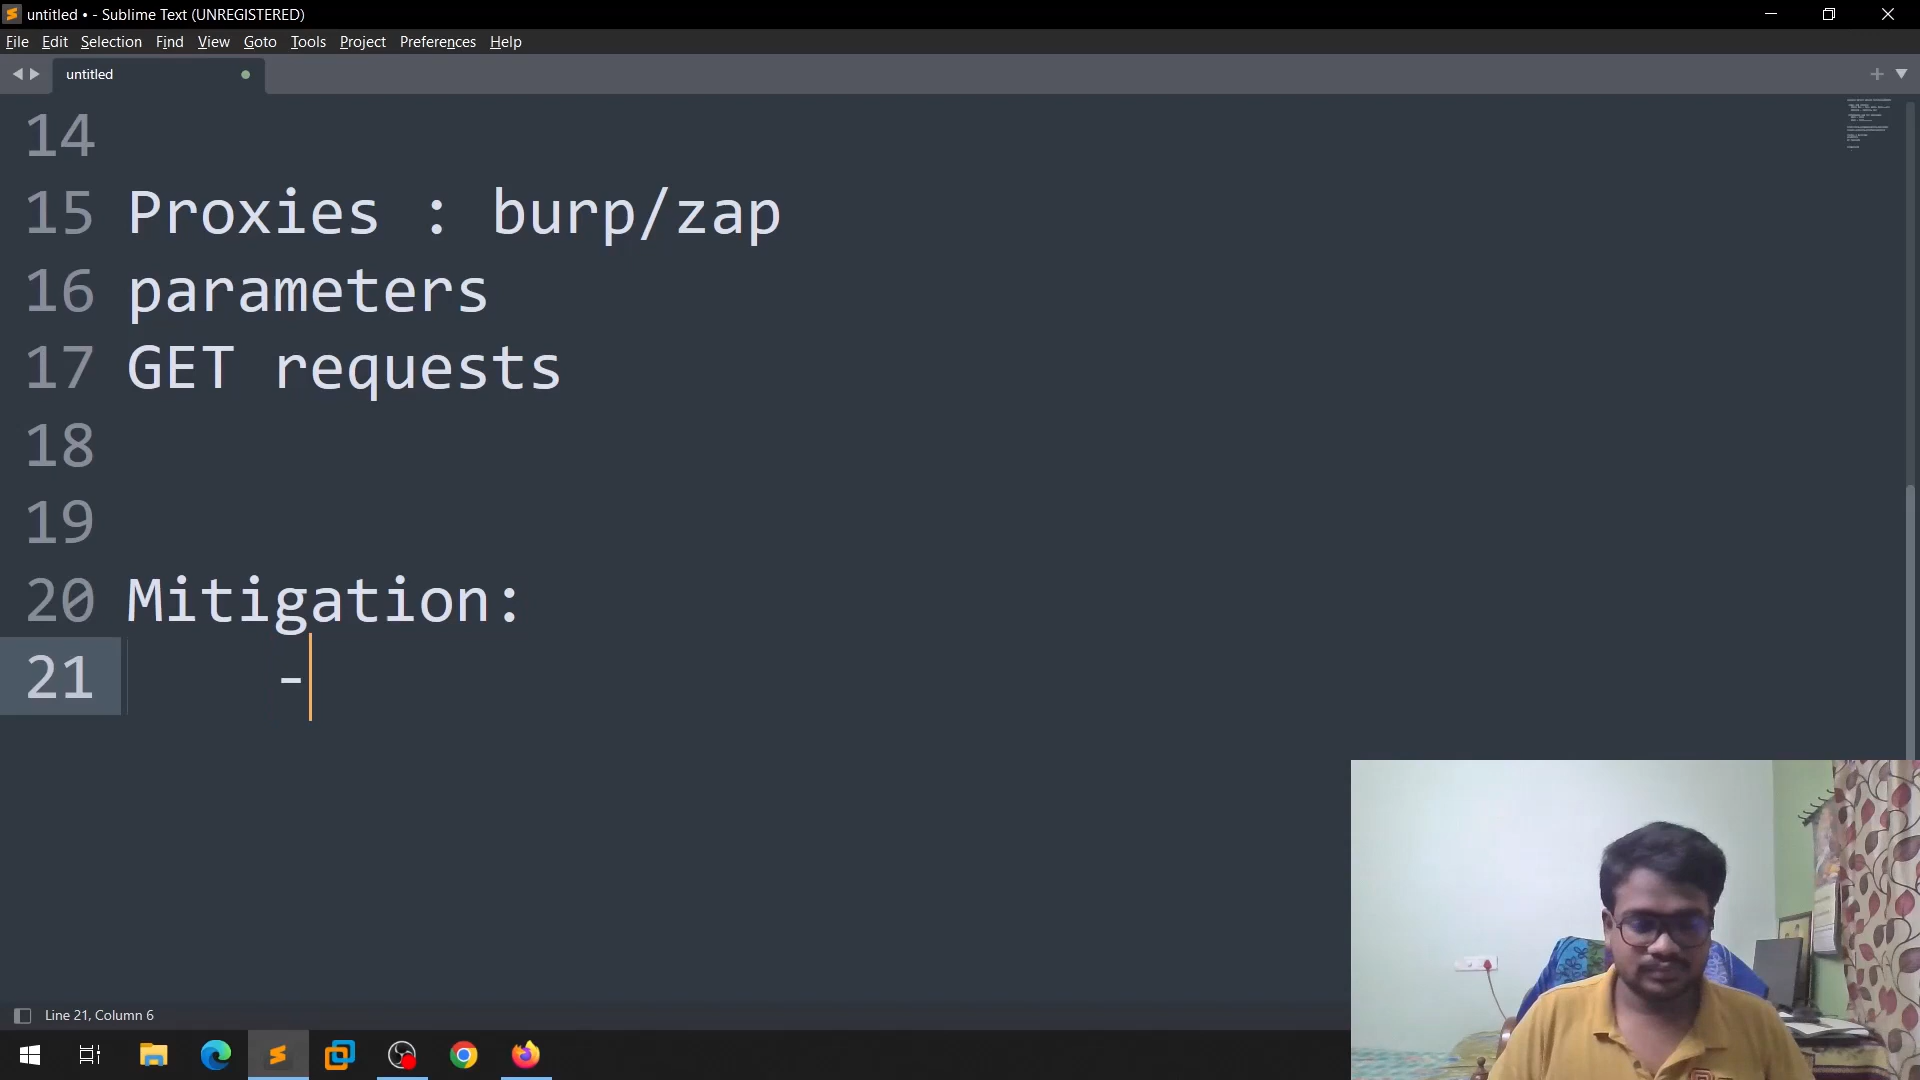 untitled • - Sublime Text (UNREGISTERED)
File Edit Selection Find View Goto Tools Project Preferences Help
untitled
14
15 Proxies : burp/zap
16 parameters
17 GET requests
18
19
20 Mitigation:
21 -
Line 21, Column 6